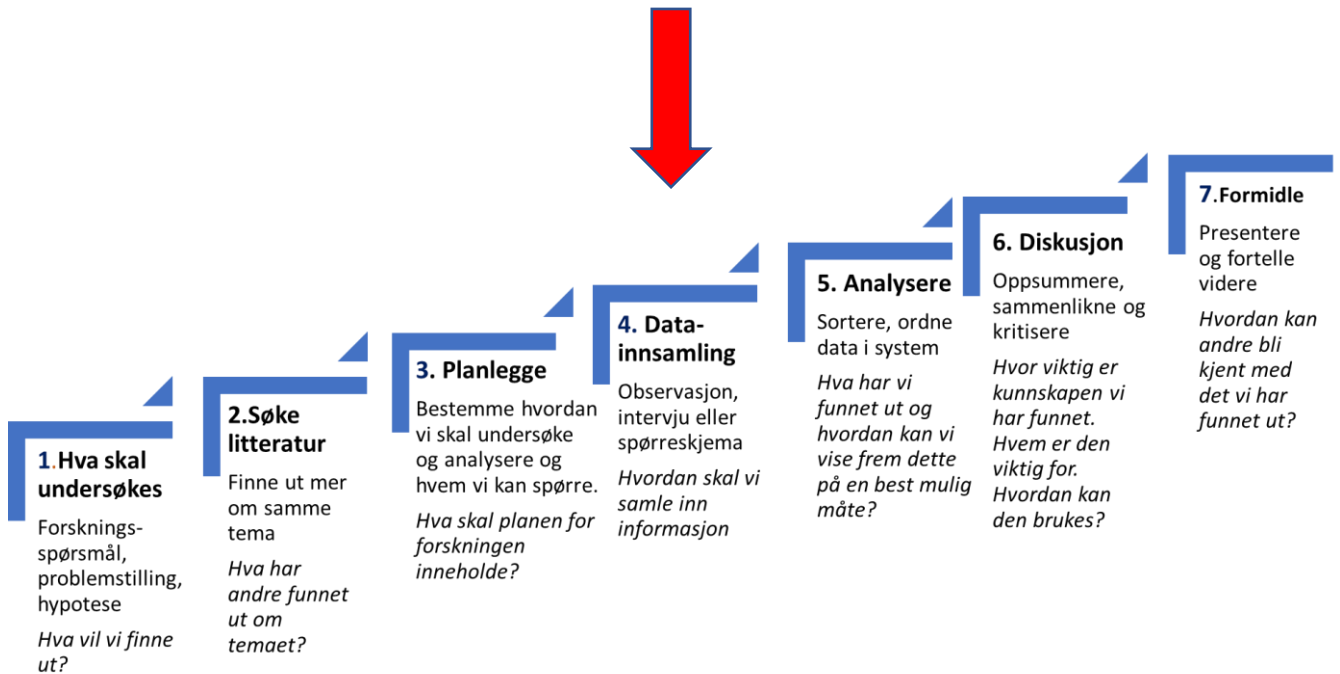 1.Hva skal
undersøkes
Forsknings-
spørsmål,
problemstilling,
hypotese
Hva vil vi finne
ut?
2.Søke
litteratur
Finne ut mer
om samme
tema
Hva har
andre funnet
ut om
temaet?
3. Planlegge
Bestemme hvordan
vi skal undersøke
og analysere og
hvem vi kan spørre.
Hva skal planen for
forskningen
inneholde?
4. Data-
innsamling
Observasjon,
intervju eller
spørreskjema
Hvordan skal vi
samle inn
informasjon
5. Analysere
Sortere, ordne
data i system
Hva har vi
funnet ut og
hvordan kan vi
vise frem dette
på en best mulig
måte?
6. Diskusjon
Oppsummere,
sammenlikne og
kritisere
Hvor viktig er
kunnskapen vi
har funnet.
Hvem er den
viktig for.
Hvordan kan
den brukes?
7.Formidle
Presentere
og fortelle
videre
Hvordan kan
andre bli
kjent med
det vi har
funnet ut?